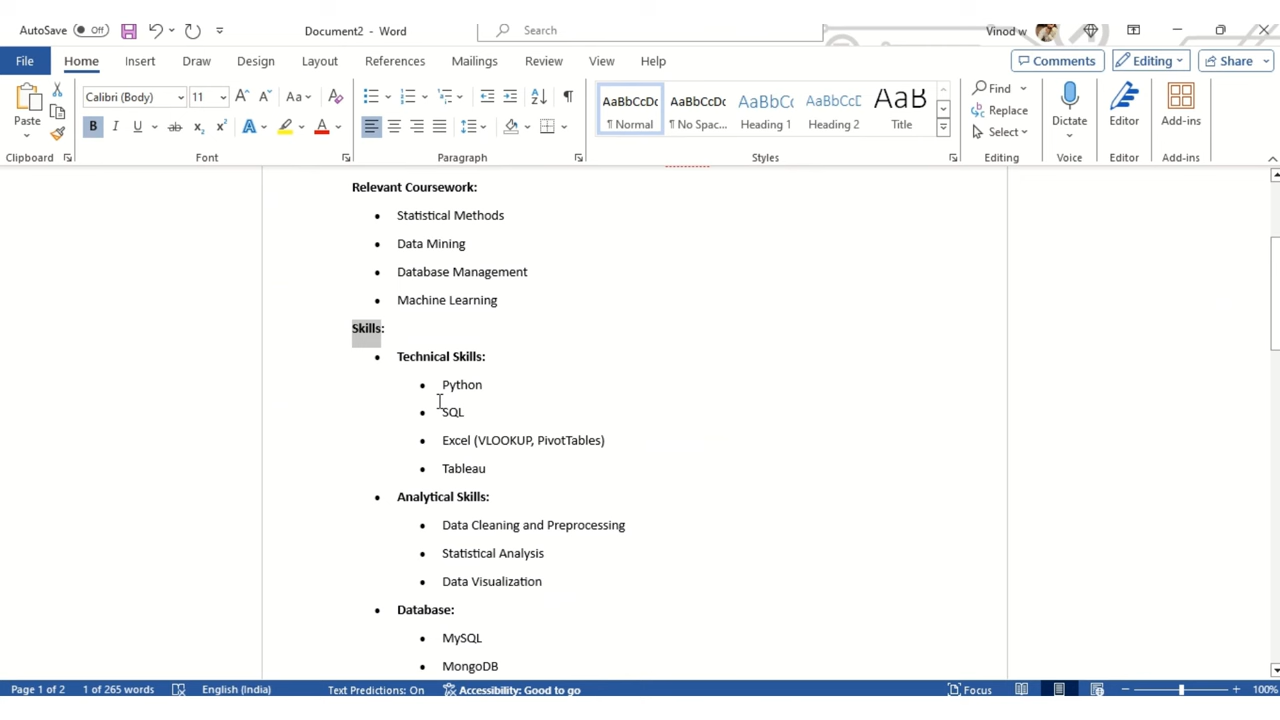 AutoSave Off Document2 - Word Search Vinod w
File Home Insert Draw Design Layout References Mailings Review View Help Comments Editing Share
Paste Calibri (Body) 11 A A Aa A AaBbCcDc AaBbCcDc AaBbCc AaBbCcD AaB Find Replace Select Dictate Editor Add-ins
B I U ab x₂ x² A A ¶ Normal ¶ No Spac... Heading 1 Heading 2 Title
Clipboard Font Paragraph Styles Editing Voice Editor Add-ins
Relevant Coursework:
• Statistical Methods
• Data Mining
• Database Management
• Machine Learning
Skills:
• Technical Skills:
• Python
• SQL
• Excel (VLOOKUP, PivotTables)
• Tableau
• Analytical Skills:
• Data Cleaning and Preprocessing
• Statistical Analysis
• Data Visualization
• Database:
• MySQL
• MongoDB
Page 1 of 2 1 of 265 words English (India) Text Predictions: On Accessibility: Good to go Focus 100%